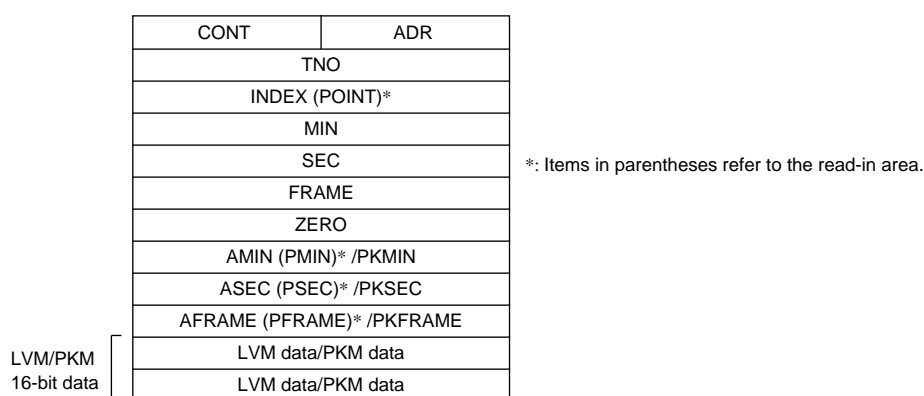 CONT ADR
TNO
INDEX (POINT)*
MIN
SEC
*: Items in parentheses refer to the read-in area.
FRAME
ZERO
AMIN (PMIN)* /PKMIN
ASEC (PSEC)* /PKSEC
AFRAME (PFRAME)* /PKFRAME
LVM/PKM
16-bit data
LVM data/PKM data
LVM data/PKM data